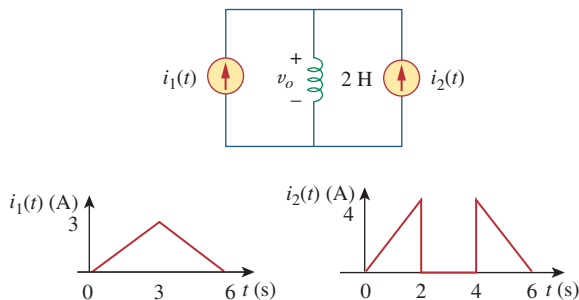 +
i₁(t) vₒ 2 H i₂(t)
−
i₁(t) (A)
3
0 3 6 t (s)
i₂(t) (A)
4
0 2 4 6 t (s)